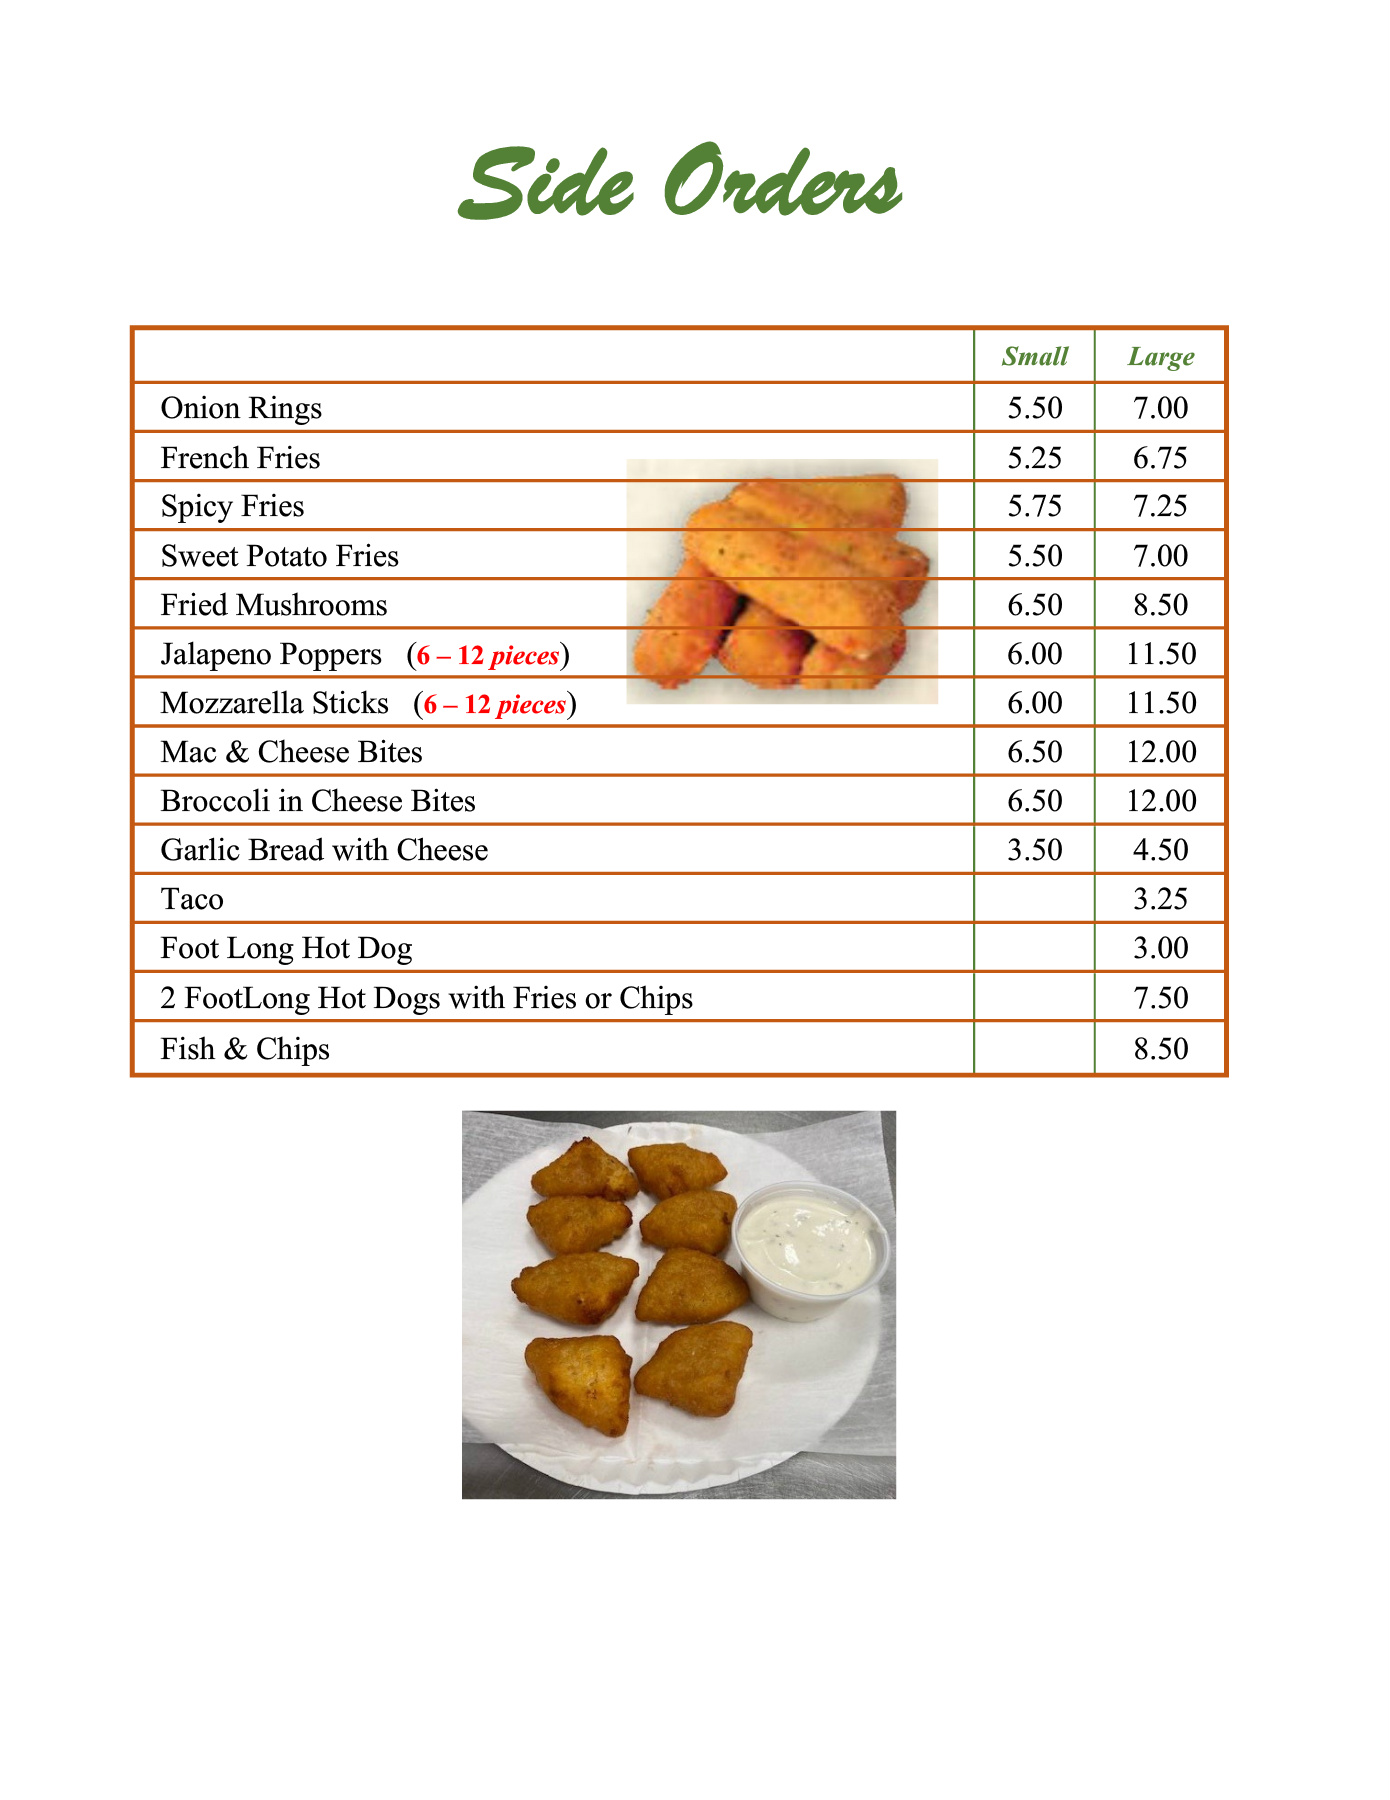 Side Orders
Small Large
Onion Rings 5.50 7.00
French Fries 5.25 6.75
Spicy Fries 5.75 7.25
Sweet Potato Fries 5.50 7.00
Fried Mushrooms 6.50 8.50
Jalapeno Poppers (6 – 12 pieces) 6.00 11.50
Mozzarella Sticks (6 – 12 pieces) 6.00 11.50
Mac & Cheese Bites 6.50 12.00
Broccoli in Cheese Bites 6.50 12.00
Garlic Bread with Cheese 3.50 4.50
Taco 3.25
Foot Long Hot Dog 3.00
2 FootLong Hot Dogs with Fries or Chips 7.50
Fish & Chips 8.50